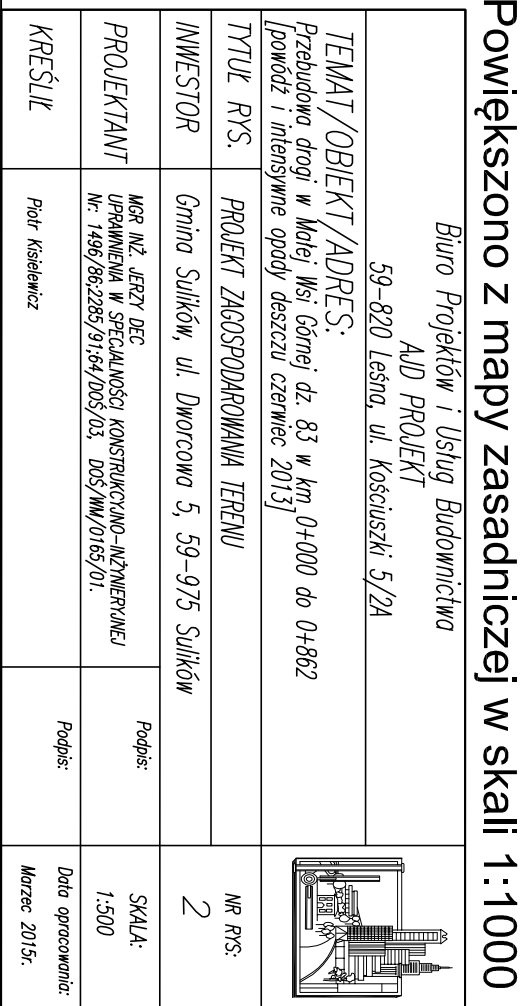 Powiększono z mapy zasadniczej w skali 1:1000
Biuro Projektów i Usług Budownictwa
AJD PROJEKT
59-820 Leśna, ul. Kościuszki 5/2A
TEMAT/OBIEKT/ADRES:
Przebudowa drogi w Małej Wsi Górnej dz. 83 w km 0+000 do 0+862
[powódź i intensywne opady deszczu czerwiec 2013]
TYTUŁ RYS.
PROJEKT ZAGOSPODAROWANIA TERENU
NR RYS:
2
INWESTOR
Gmina Sulików, ul. Dworcowa 5, 59-975 Sulików
PROJEKTANT
MGR INŻ. JERZY DEC
UPRAWNIENIA W SPECJALNOŚCI KONSTRUKCYJNO-INŻYNIERYJNEJ
Nr: 1496/86;2285/91;64/DOŚ/03, DOŚ/WM/0165/01.
Podpis:
SKALA:
1:500
KREŚLIŁ
Piotr Kisielewicz
Podpis:
Data opracowania:
Marzec 2015r.